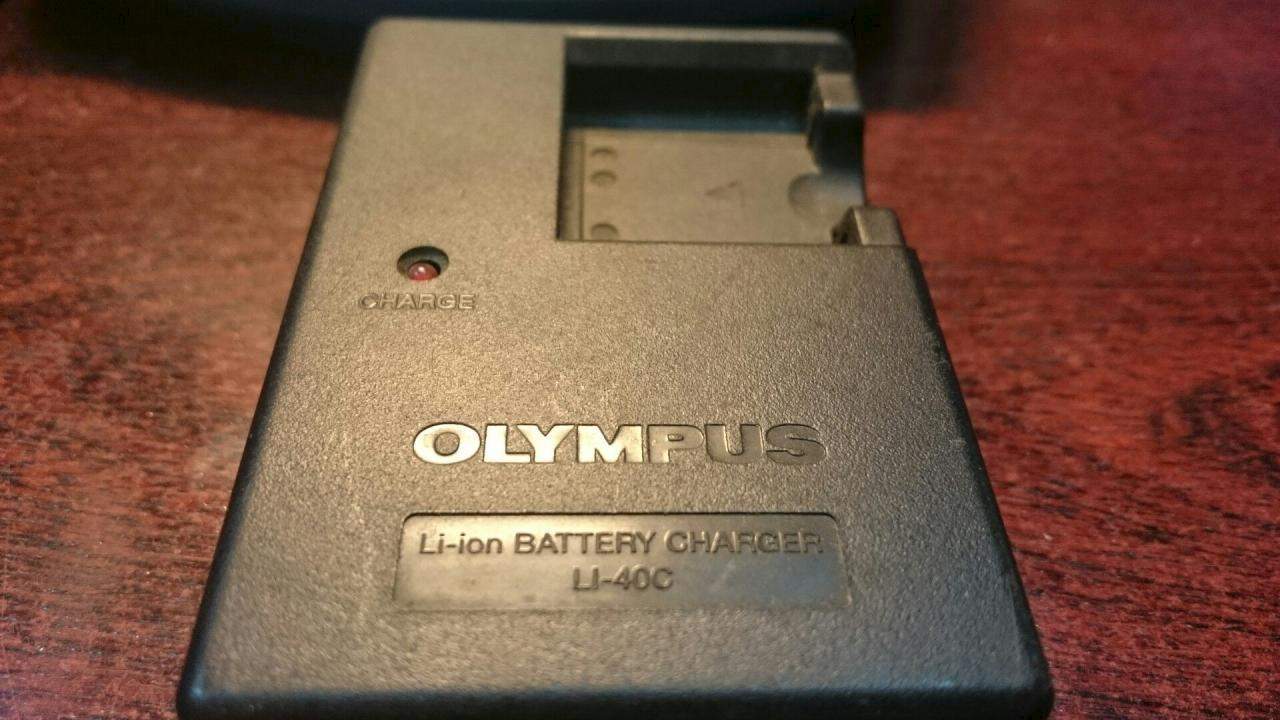 CHARGE
OLYMPUS
Li-ion BATTERY CHARGER
LI-40C